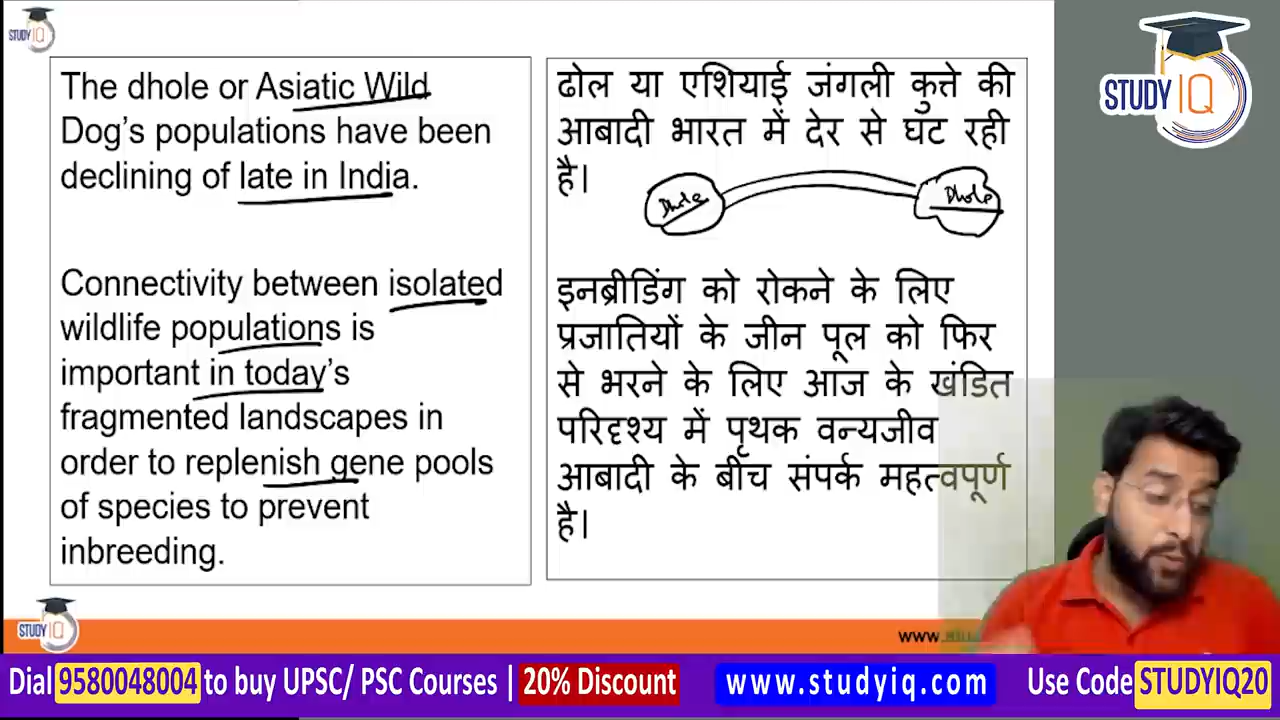 STUDY IQ
The dhole or Asiatic Wild
Dog's populations have been
declining of late in India.
Connectivity between isolated
wildlife populations is
important in today's
fragmented landscapes in
order to replenish gene pools
of species to prevent
inbreeding.
ढोल या एशियाई जंगली कुत्ते की
आबादी भारत में देर से घट रही
है।
Dhole
Dhole
इनब्रीडिंग को रोकने के लिए
प्रजातियों के जीन पूल को फिर
से भरने के लिए आज के खंडित
परिदृश्य में पृथक वन्यजीव
आबादी के बीच संपर्क महत्वपूर्ण
है।
STUDY IQ
STUDY IQ
www.
Dial 9580048004 to buy UPSC/ PSC Courses | 20% Discount
www.studyiq.com
Use Code STUDYIQ20